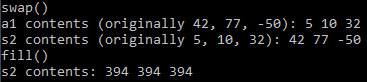 swap()
a1 contents (originally 42, 77, -50): 5 10 32
s2 contents (originally 5, 10, 32): 42 77 -50
fill()
s2 contents: 394 394 394